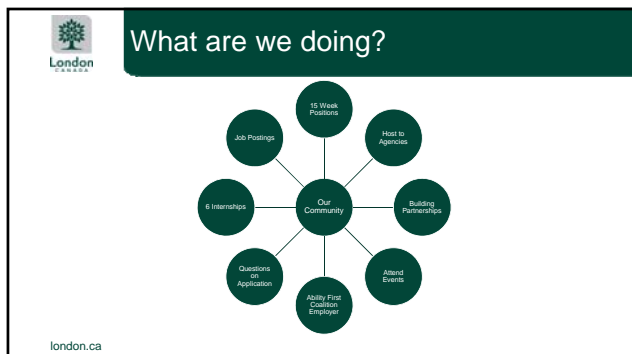 London
CANADA
What are we doing?
15 Week
Positions
Job Postings
Host to
Agencies
6 Internships
Our
Community
Building
Partnerships
Questions
on
Application
Attend
Events
Ability First
Coalition
Employer
london.ca